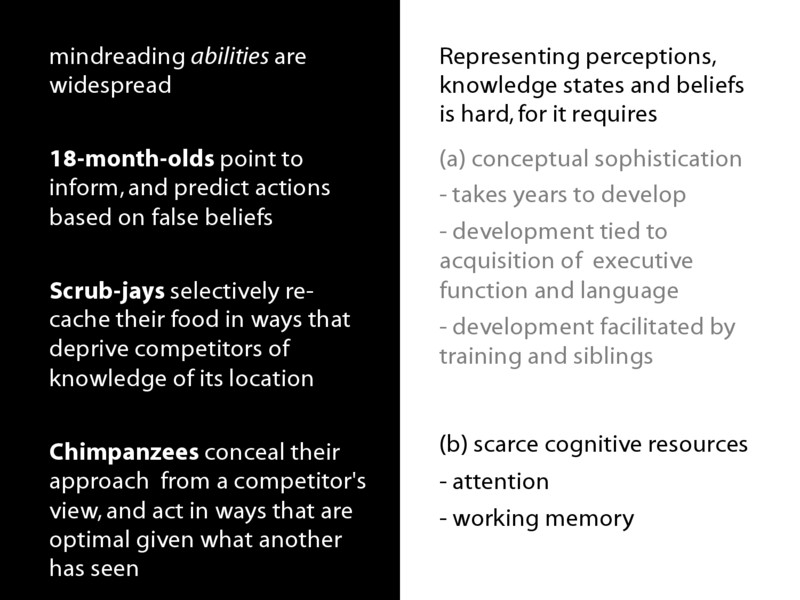 mindreading abilities are
widespread
18-month-olds point to
inform, and predict actions
based on false beliefs
Scrub-jays selectively re-
cache their food in ways that
deprive competitors of
knowledge of its location
Chimpanzees conceal their
approach from a competitor's
view, and act in ways that are
optimal given what another
has seen
Representing perceptions,
knowledge states and beliefs
is hard, for it requires
(a) conceptual sophistication
- takes years to develop
- development tied to
acquisition of executive
function and language
- development facilitated by
training and siblings
(b) scarce cognitive resources
- attention
- working memory